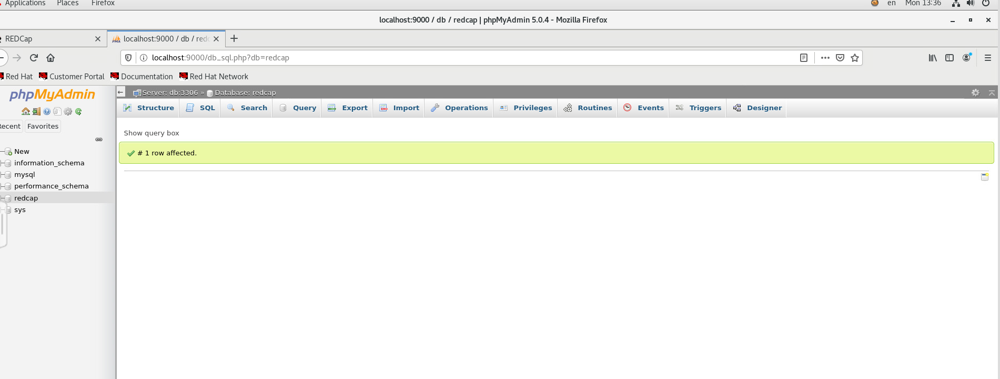 Applications Places Firefox en Mon 13:36
localhost:9000 / db / redcap | phpMyAdmin 5.0.4 - Mozilla Firefox
REDCap localhost:9000 / db / redc
localhost:9000/db_sql.php?db=redcap
Red Hat Customer Portal Documentation Red Hat Network
phpMyAdmin
Recent Favorites
New
information_schema
mysql
performance_schema
redcap
sys
Server: db:3306 » Database: redcap
Structure SQL Search Query Export Import Operations Privileges Routines Events Triggers Designer
Show query box
# 1 row affected.